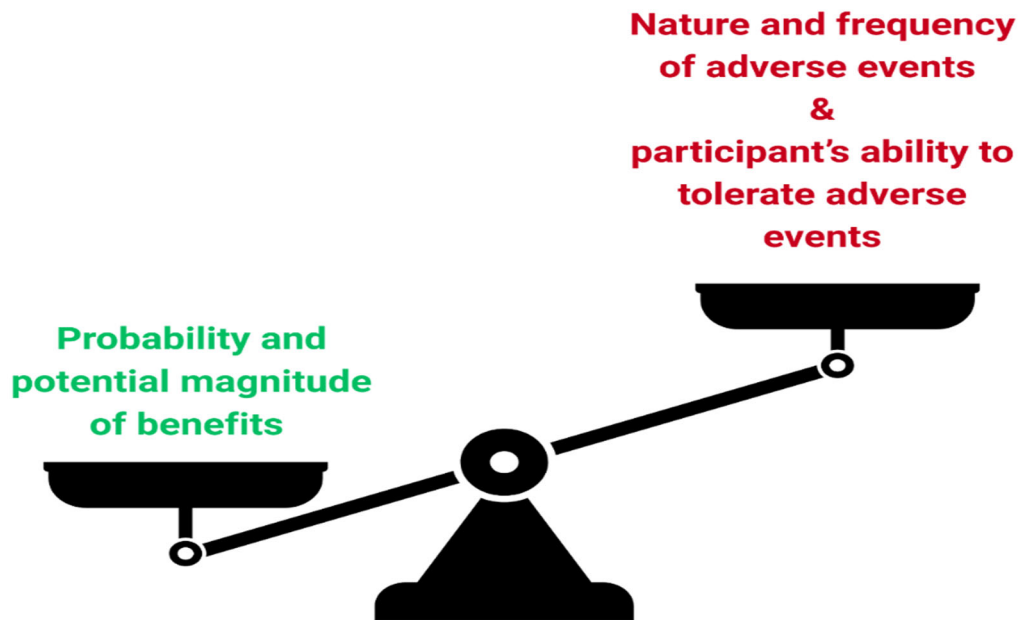 Nature and frequency
of adverse events
&
participant’s ability to
tolerate adverse
events
Probability and
potential magnitude
of benefits